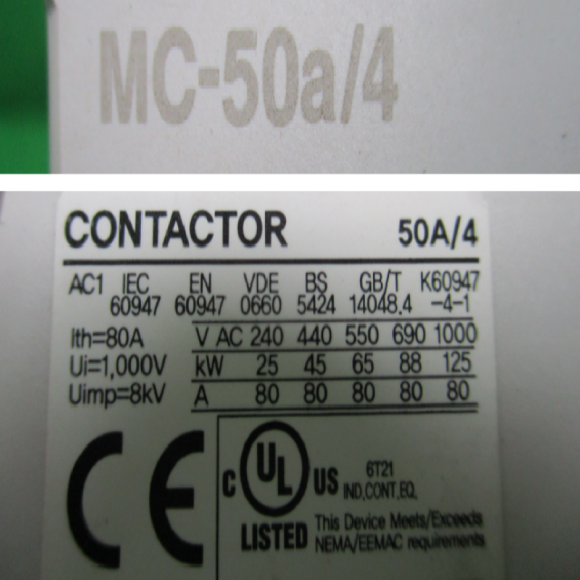 MC-50a/4
CONTACTOR 50A/4
AC1 IEC EN VDE BS GB/T K60947
60947 60947 0660 5424 14048.4 -4-1
Ith=80A V AC 240 440 550 690 1000
Ui=1,000V kW 25 45 65 88 125
Uimp=8kV A 80 80 80 80 80
CE
C UL US 6T21
IND.CONT.EQ.
LISTED This Device Meets/Exceeds
NEMA/EEMAC requirements